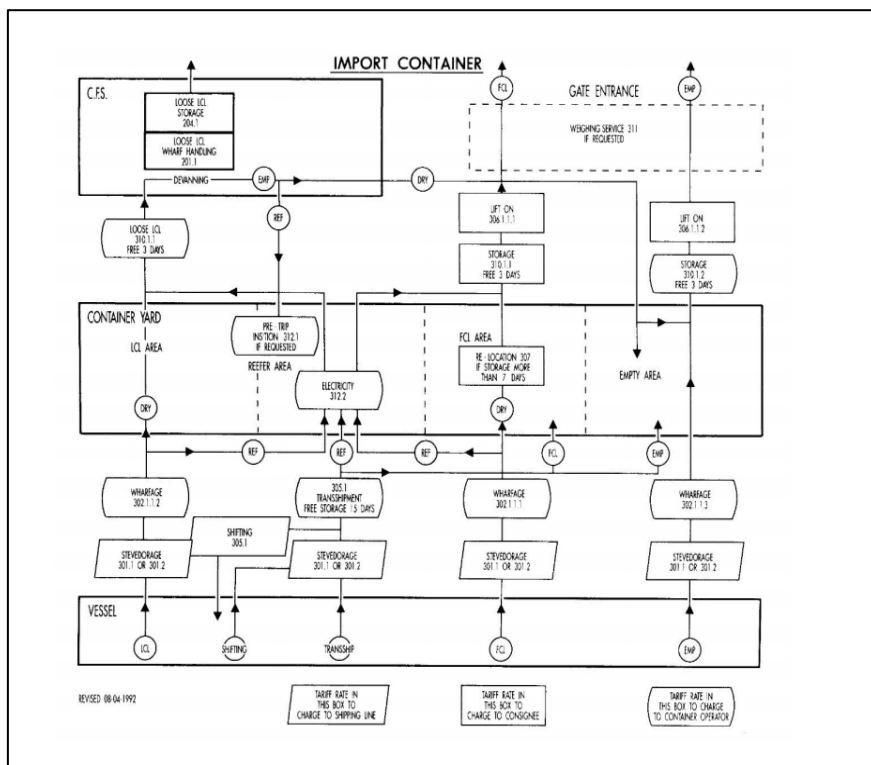 IMPORT CONTAINER
C.F.S.
LOOSE LCL
STORAGE
204.1
LOOSE LCL
WHARF HANDLING
201.1
DEVANNING
EMP
DRY
REF
FCL
GATE ENTRANCE
EMP
WEIGHING SERVICE 311
IF REQUESTED
LOOSE LCL
310.1.1
FREE 3 DAYS
LIFT ON
306.1.1.1
STORAGE
310.1.1
FREE 3 DAYS
LIFT ON
306.1.1.2
STORAGE
310.1.2
FREE 3 DAYS
CONTAINER YARD
LCL AREA
PRE-TRIP
INSITION 312.1
IF REQUESTED
REEFER AREA
ELECTRICITY
312.2
FCL AREA
RE-LOCATION 307
IF STORAGE MORE
THAN 7 DAYS
EMPTY AREA
DRY
DRY
REF
REF
REF
FCL
EMP
WHARFAGE
302.1.1.2
305.1
TRANSSHIPMENT
FREE STORAGE 15 DAYS
WHARFAGE
302.1.1.1
WHARFAGE
302.1.1.3
SHIFTING
305.1
STEVEDORAGE
301.1 OR 301.2
STEVEDORAGE
301.1 OR 301.2
STEVEDORAGE
301.1 OR 301.2
STEVEDORAGE
301.1 OR 301.2
VESSEL
LCL
SHIFTING
TRANSSHIP
FCL
EMP
REVISED 08-04-1992
TARIFF RATE IN
THIS BOX TO
CHARGE TO SHIPPING LINE
TARIFF RATE IN
THIS BOX TO
CHARGE TO CONSIGNEE
TARIFF RATE IN
THIS BOX TO CHARGE
TO CONTAINER OPERATOR